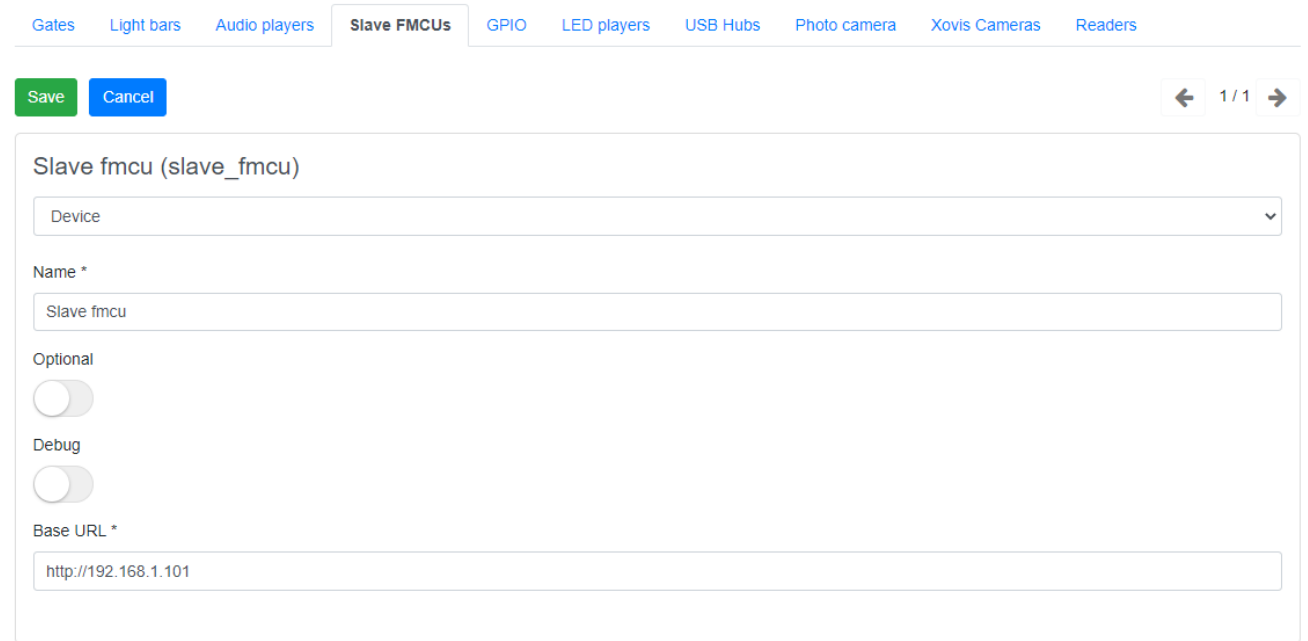 Gates Light bars Audio players Slave FMCUs GPIO LED players USB Hubs Photo camera Xovis Cameras Readers
Save Cancel 1 / 1
Slave fmcu (slave_fmcu)
Device
Name *
Slave fmcu
Optional
Debug
Base URL *
http://192.168.1.101